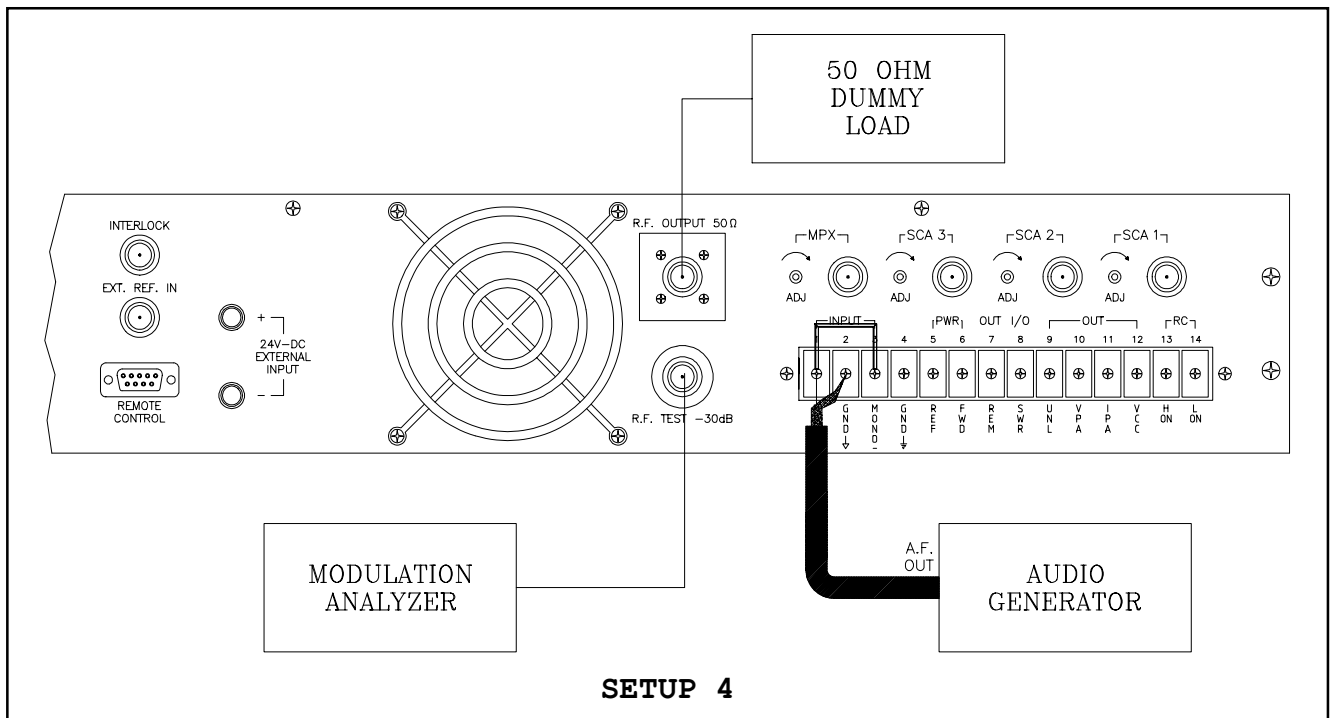 50 OHM
DUMMY
LOAD
INTERLOCK
EXT. REF. IN
REMOTE
CONTROL
+
24V-DC
EXTERNAL
INPUT
-
R.F. OUTPUT 50Ω
R.F. TEST -30dB
MPX
SCA 3
SCA 2
SCA 1
ADJ
ADJ
ADJ
ADJ
INPUT
PWR
OUT I/O
OUT
RC
1 2 3 4 5 6 7 8 9 10 11 12 13 14
GND
MONO-
GND
REF
FWD
REM
SWR
UNL
VPA
IPA
VCC
H ON
L ON
MODULATION
ANALYZER
A.F.
OUT
AUDIO
GENERATOR
SETUP 4